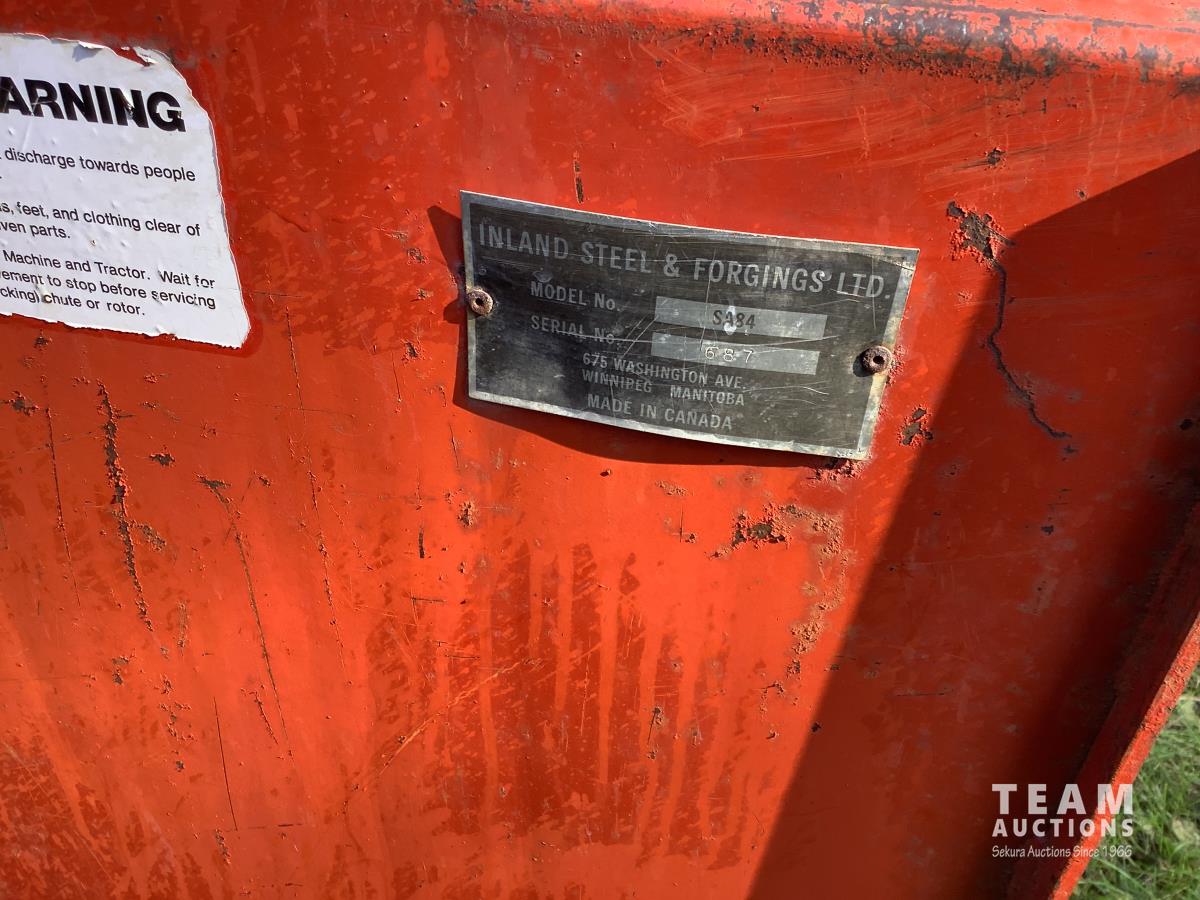 ARNING
discharge towards people
s, feet, and clothing clear of
ven parts.
Machine and Tractor. Wait for
ement to stop before servicing
cking) chute or rotor.
INLAND STEEL & FORGINGS LTD.
MODEL No. SA84
SERIAL No. 687
675 WASHINGTON AVE.
WINNIPEG MANITOBA
MADE IN CANADA
TEAM
AUCTIONS
Sekura Auctions Since 1966